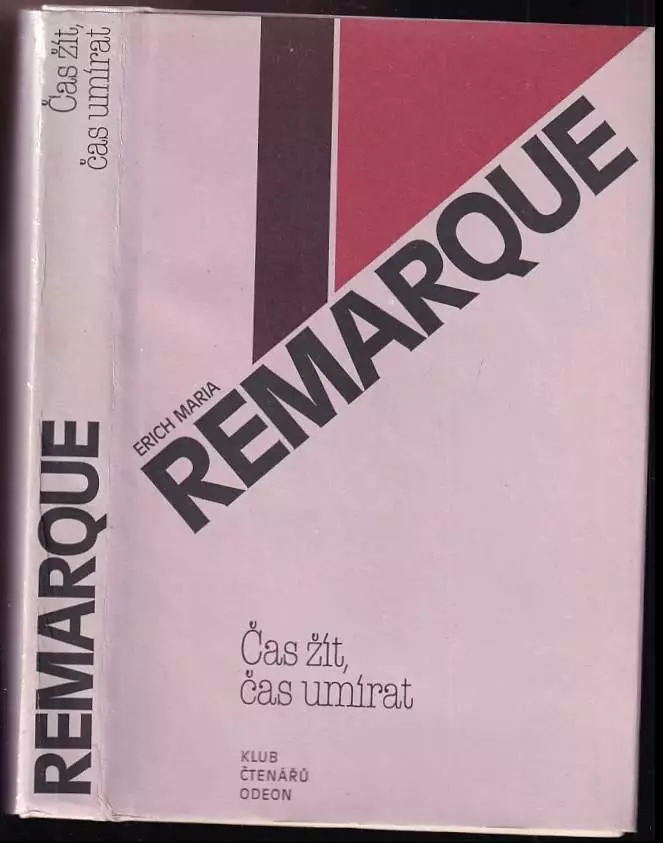 Čas žít,
čas umírat
REMARQUE
ERICH MARIA
REMARQUE
Čas žít,
čas umírat
KLUB
ČTENÁŘŮ
ODEON